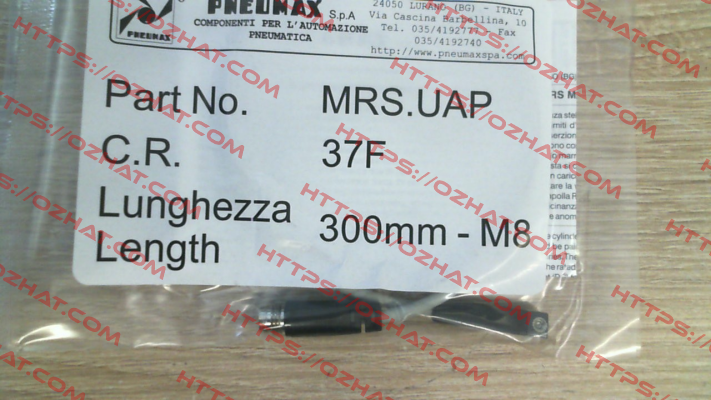 PNEUMAX S.p.A
COMPONENTI PER L'AUTOMAZIONE
PNEUMATICA
24050 LURANO (BG) - ITALY
Via Cascina Barbellina, 10
Tel. 035/4192777 Fax
035/4192740
http://www.pneumaxspa.com
PNEUMAX
Part No. MRS.UAP
C.R. 37F
Lunghezza
Length 300mm - M8
HTTPS://OZHAT.COM